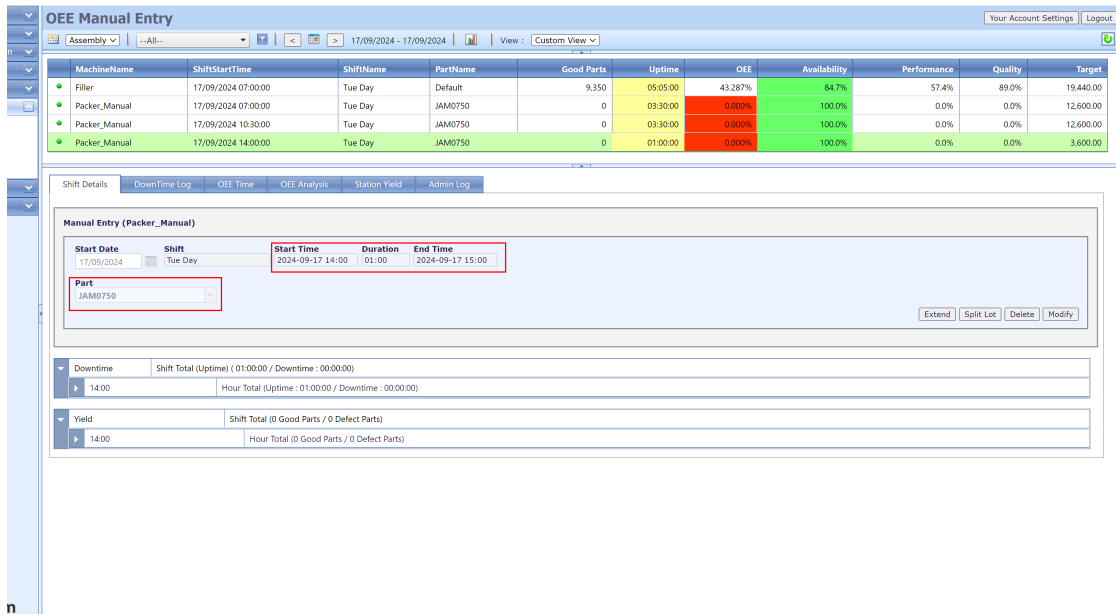 OEE Manual Entry
Your Account Settings Logout
Assembly --All-- < > 17/09/2024 - 17/09/2024 View : Custom View
n
MachineName ShiftStartTime ShiftName PartName Good Parts Uptime OEE Availability Performance Quality Target
Filler 17/09/2024 07:00:00 Tue Day Default 9,350 05:05:00 43.287% 84.7% 57.4% 89.0% 19,440.00
Packer_Manual 17/09/2024 07:00:00 Tue Day JAM0750 0 03:30:00 0.000% 100.0% 0.0% 0.0% 12,600.00
Packer_Manual 17/09/2024 10:30:00 Tue Day JAM0750 0 03:30:00 0.000% 100.0% 0.0% 0.0% 12,600.00
Packer_Manual 17/09/2024 14:00:00 Tue Day JAM0750 0 01:00:00 0.000% 100.0% 0.0% 0.0% 3,600.00
Shift Details DownTime Log OEE Time OEE Analysis Station Yield Admin Log
Manual Entry (Packer_Manual)
Start Date Shift Start Time Duration End Time
17/09/2024 Tue Day 2024-09-17 14:00 01:00 2024-09-17 15:00
Part
JAM0750
Extend Split Lot Delete Modify
Downtime Shift Total (Uptime) ( 01:00:00 / Downtime : 00:00:00)
14:00 Hour Total (Uptime : 01:00:00 / Downtime : 00:00:00)
Yield Shift Total (0 Good Parts / 0 Defect Parts)
14:00 Hour Total (0 Good Parts / 0 Defect Parts)
n